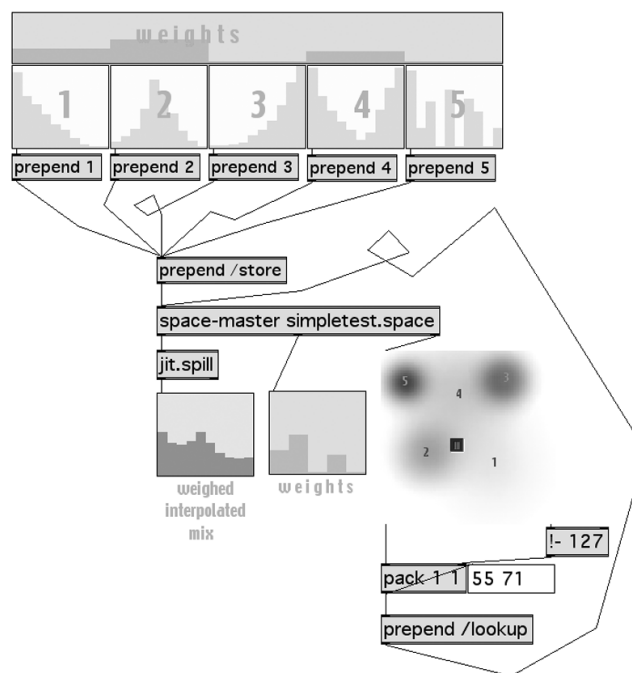 weights
1 2 3 4 5
prepend 1 prepend 2 prepend 3 prepend 4 prepend 5
prepend /store
space-master simpletest.space
jit.spill
5 4 3
2 1
weighed
interpolated
mix
weights
!- 127
pack 1 1 55 71
prepend /lookup